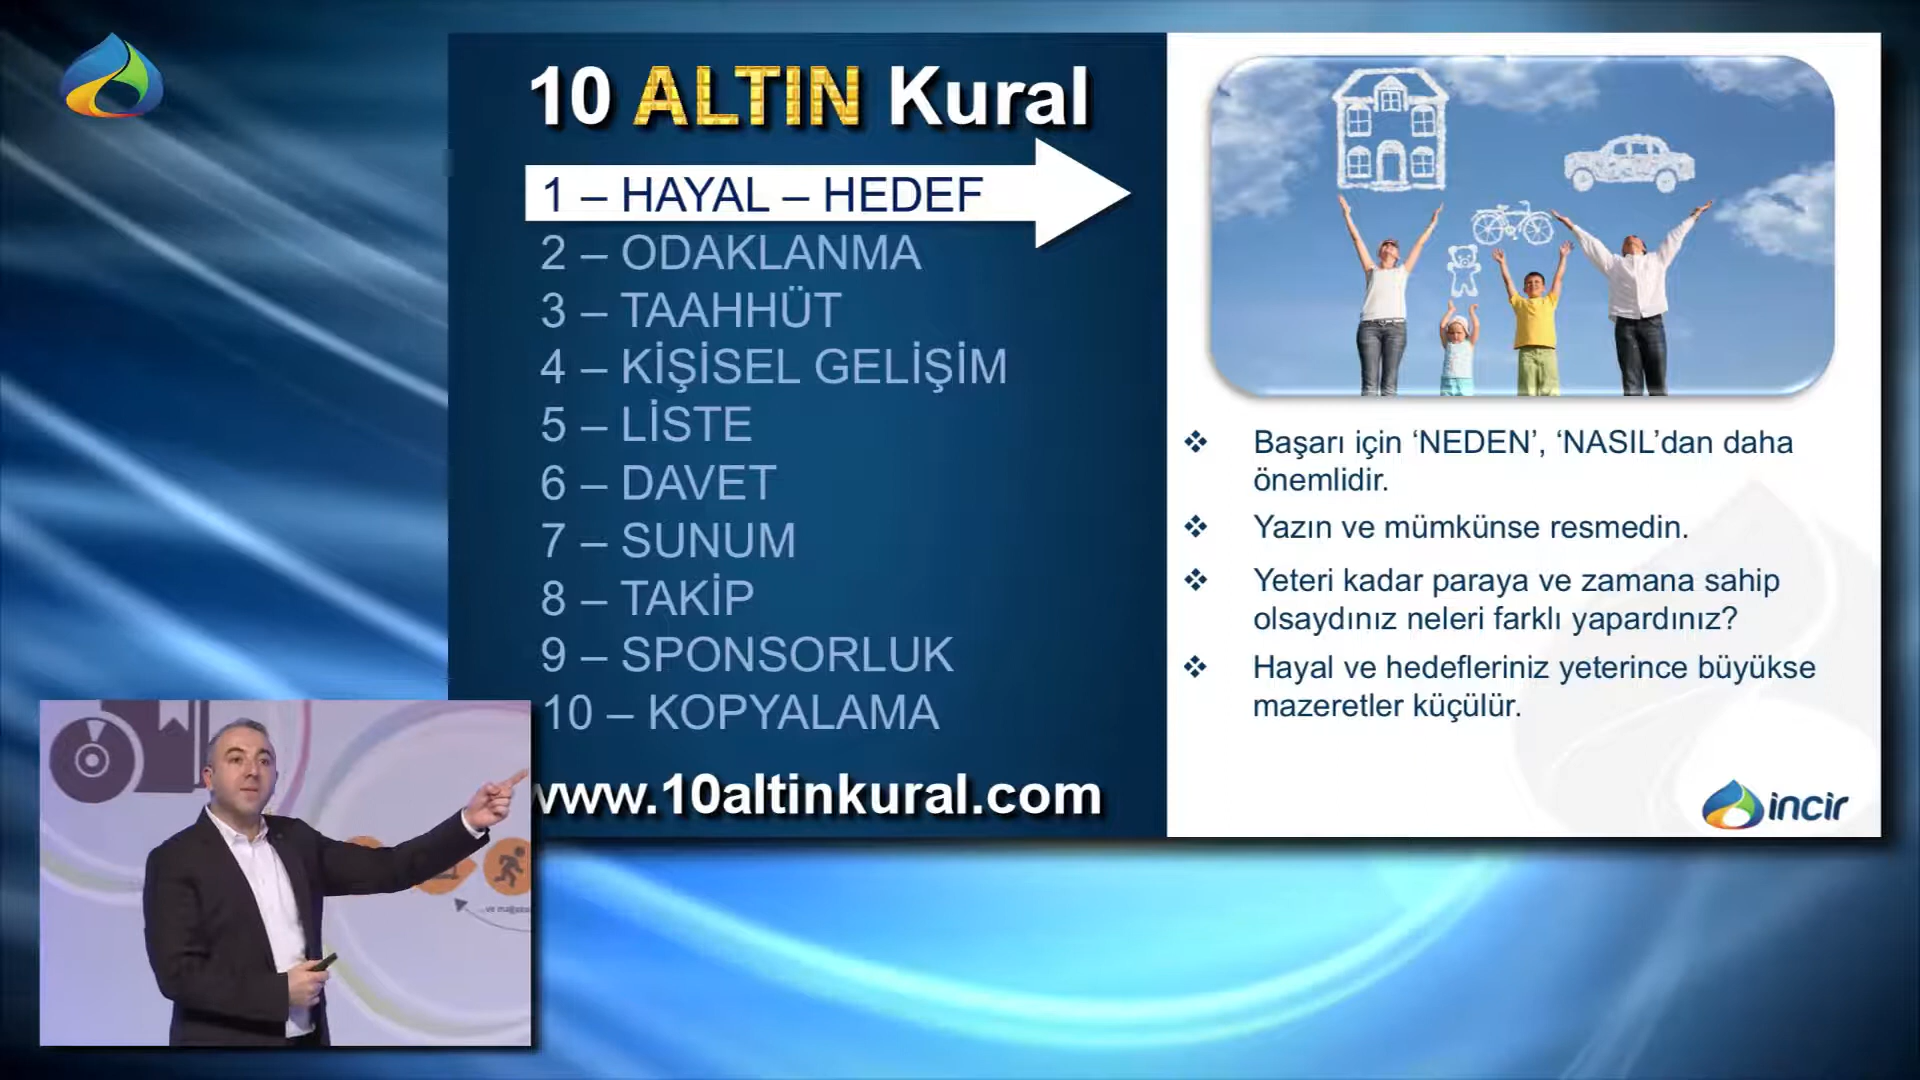 10 ALTIN Kural
1 – HAYAL – HEDEF
2 – ODAKLANMA
3 – TAAHHÜT
4 – KİŞİSEL GELİŞİM
5 – LİSTE
6 – DAVET
7 – SUNUM
8 – TAKİP
9 – SPONSORLUK
10 – KOPYALAMA
www.10altinkural.com
❖ Başarı için ‘NEDEN’, ‘NASIL’dan daha
önemlidir.
❖ Yazın ve mümkünse resmedin.
❖ Yeteri kadar paraya ve zamana sahip
olsaydınız neleri farklı yapardınız?
❖ Hayal ve hedefleriniz yeterince büyükse
mazeretler küçülür.
incir